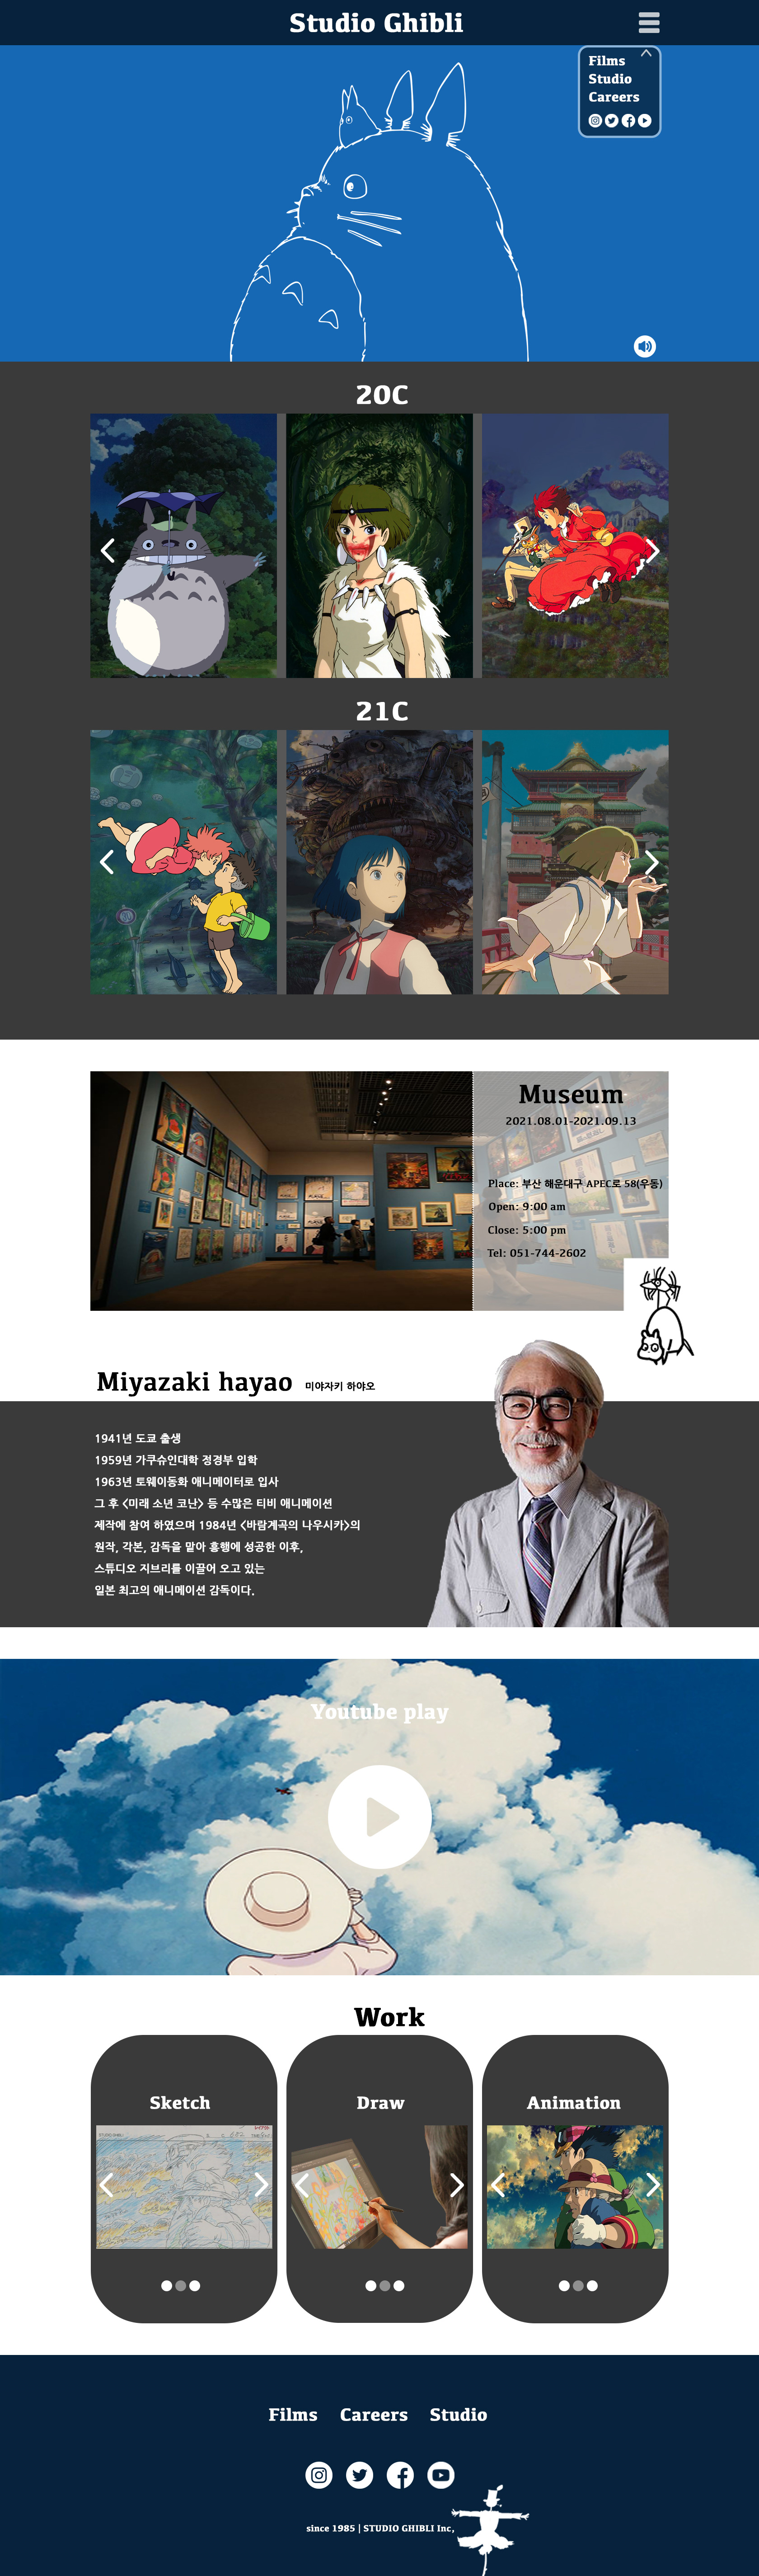 Studio Ghibli
Films
Studio
Careers
20C
21C
Museum
2021.08.01-2021.09.13
Place: 부산 해운대구 APEC로 58(우동)
Open: 9:00 am
Close: 5:00 pm
Tel: 051-744-2602
Miyazaki hayao 미야자키 하야오
1941년 도쿄 출생
1959년 가쿠슈인대학 정경부 입학
1963년 토웨이동화 애니메이터로 입사
그 후 <미래 소년 코난> 등 수많은 티비 애니메이션
제작에 참여 하였으며 1984년 <바람계곡의 나우시카>의
원작, 각본, 감독을 맡아 흥행에 성공한 이후,
스튜디오 지브리를 이끌어 오고 있는
일본 최고의 애니메이션 감독이다.
Youtube play
Work
Sketch
Draw
Animation
Films Careers Studio
since 1985 | STUDIO GHIBLI Inc,